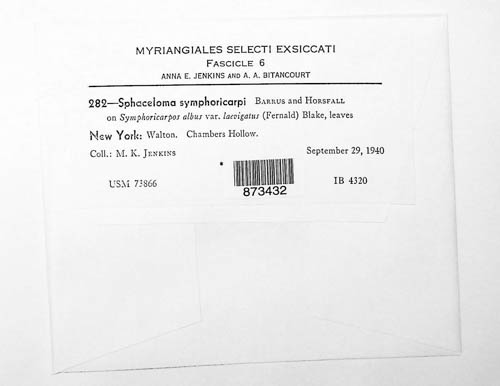 MYRIANGIALES SELECTI EXSICCATI
FASCICLE 6
ANNA E. JENKINS AND A. A. BITANCOURT
282—Sphaceloma symphoricarpi BARRUS and HORSFALL
on Symphoricarpos albus var. laevigatus (Fernald) Blake, leaves
New York: Walton. Chambers Hollow.
Coll.: M. K. JENKINS September 29, 1940
USM 73866 IB 4320
873432